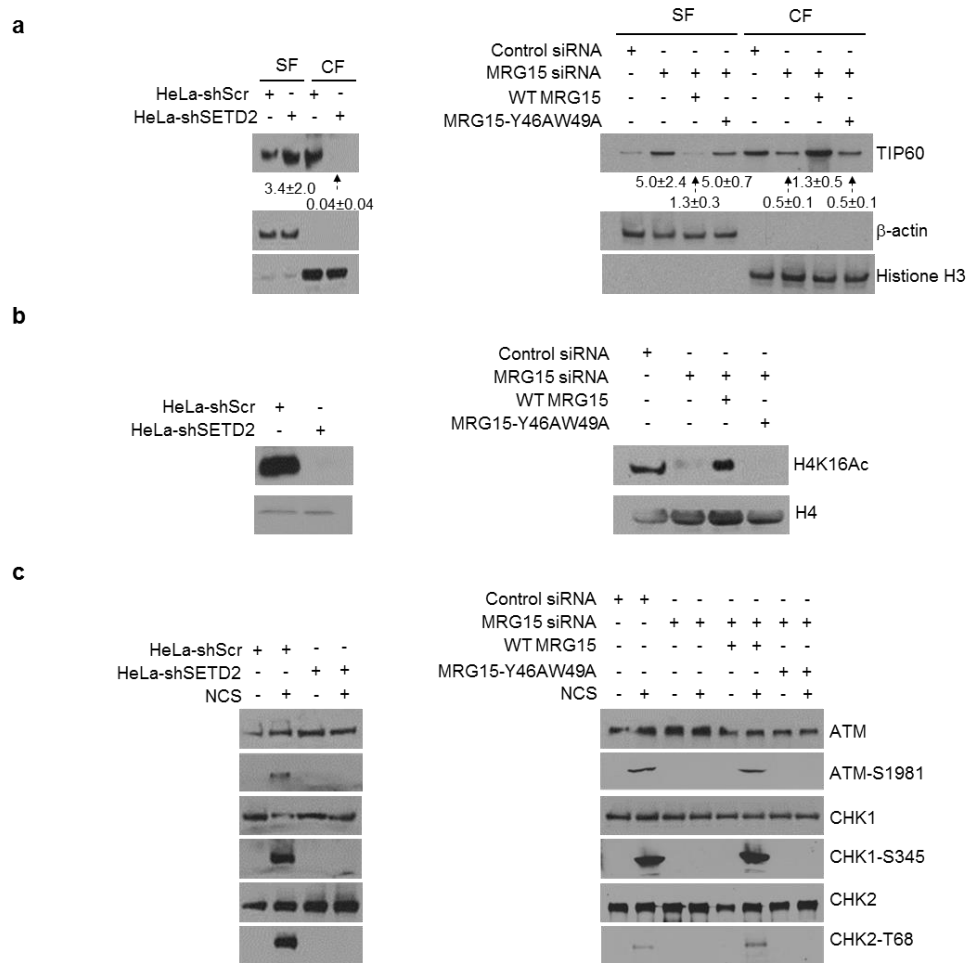 a
SF CF
HeLa-shScr + - + -
HeLa-shSETD2 - + - +
3.4±2.0
0.04±0.04
SF CF
Control siRNA + - - - + - - -
MRG15 siRNA - + + + - + + +
WT MRG15 - - + - - - + -
MRG15-Y46AW49A - - - + - - - +
TIP60
5.0±2.4 5.0±0.7 1.3±0.5
1.3±0.3 0.5±0.1 0.5±0.1
β-actin
Histione H3
b
HeLa-shScr + -
HeLa-shSETD2 - +
Control siRNA + - - -
MRG15 siRNA - + + +
WT MRG15 - - + -
MRG15-Y46AW49A - - - +
H4K16Ac
H4
c
HeLa-shScr + + - -
HeLa-shSETD2 - - + +
NCS - + - +
Control siRNA + + - - - - - -
MRG15 siRNA - - + + + + + +
WT MRG15 - - - - + + - -
MRG15-Y46AW49A - - - - - - + +
NCS - + - + - + - +
ATM
ATM-S1981
CHK1
CHK1-S345
CHK2
CHK2-T68